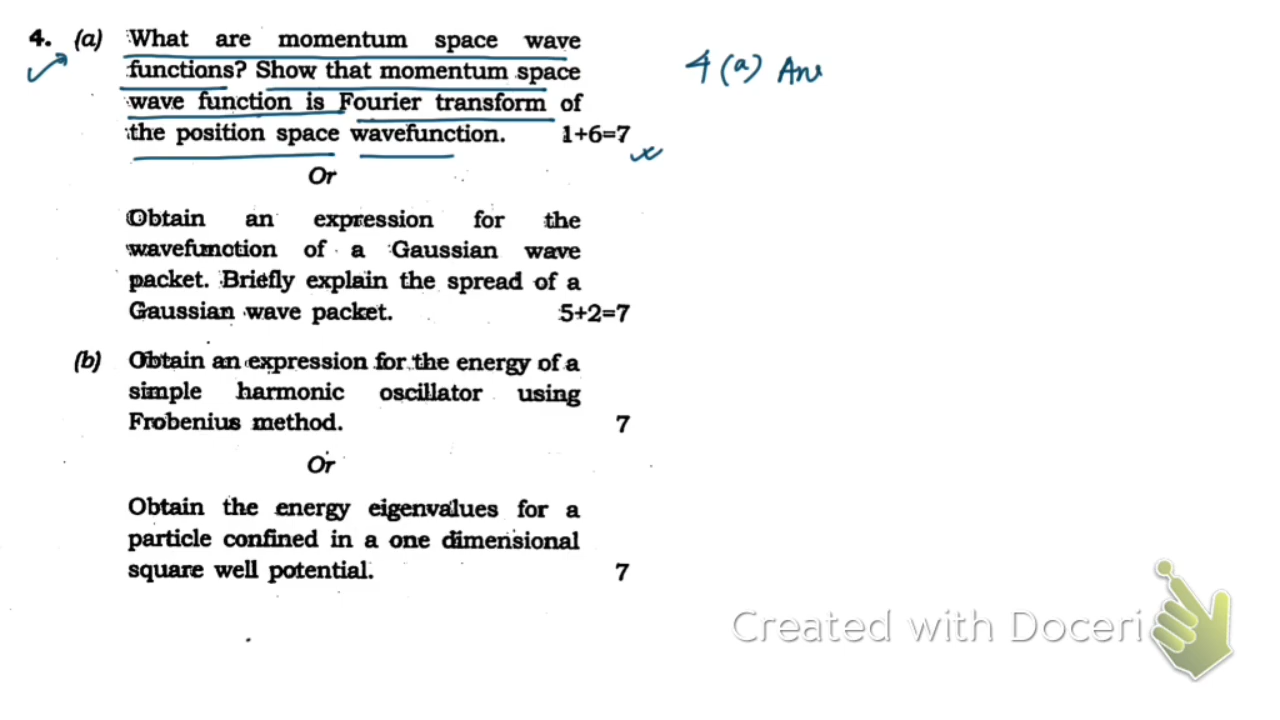 4. (a) What are momentum space wave
functions? Show that momentum space
wave function is Fourier transform of
the position space wavefunction. 1+6=7
Or
Obtain an expression for the
wavefunction of a Gaussian wave
packet. Briefly explain the spread of a
Gaussian wave packet. 5+2=7
(b) Obtain an expression for the energy of a
simple harmonic oscillator using
Frobenius method. 7
Or
Obtain the energy eigenvalues for a
particle confined in a one dimensional
square well potential. 7
4 (a) Ans
Created with Doceri